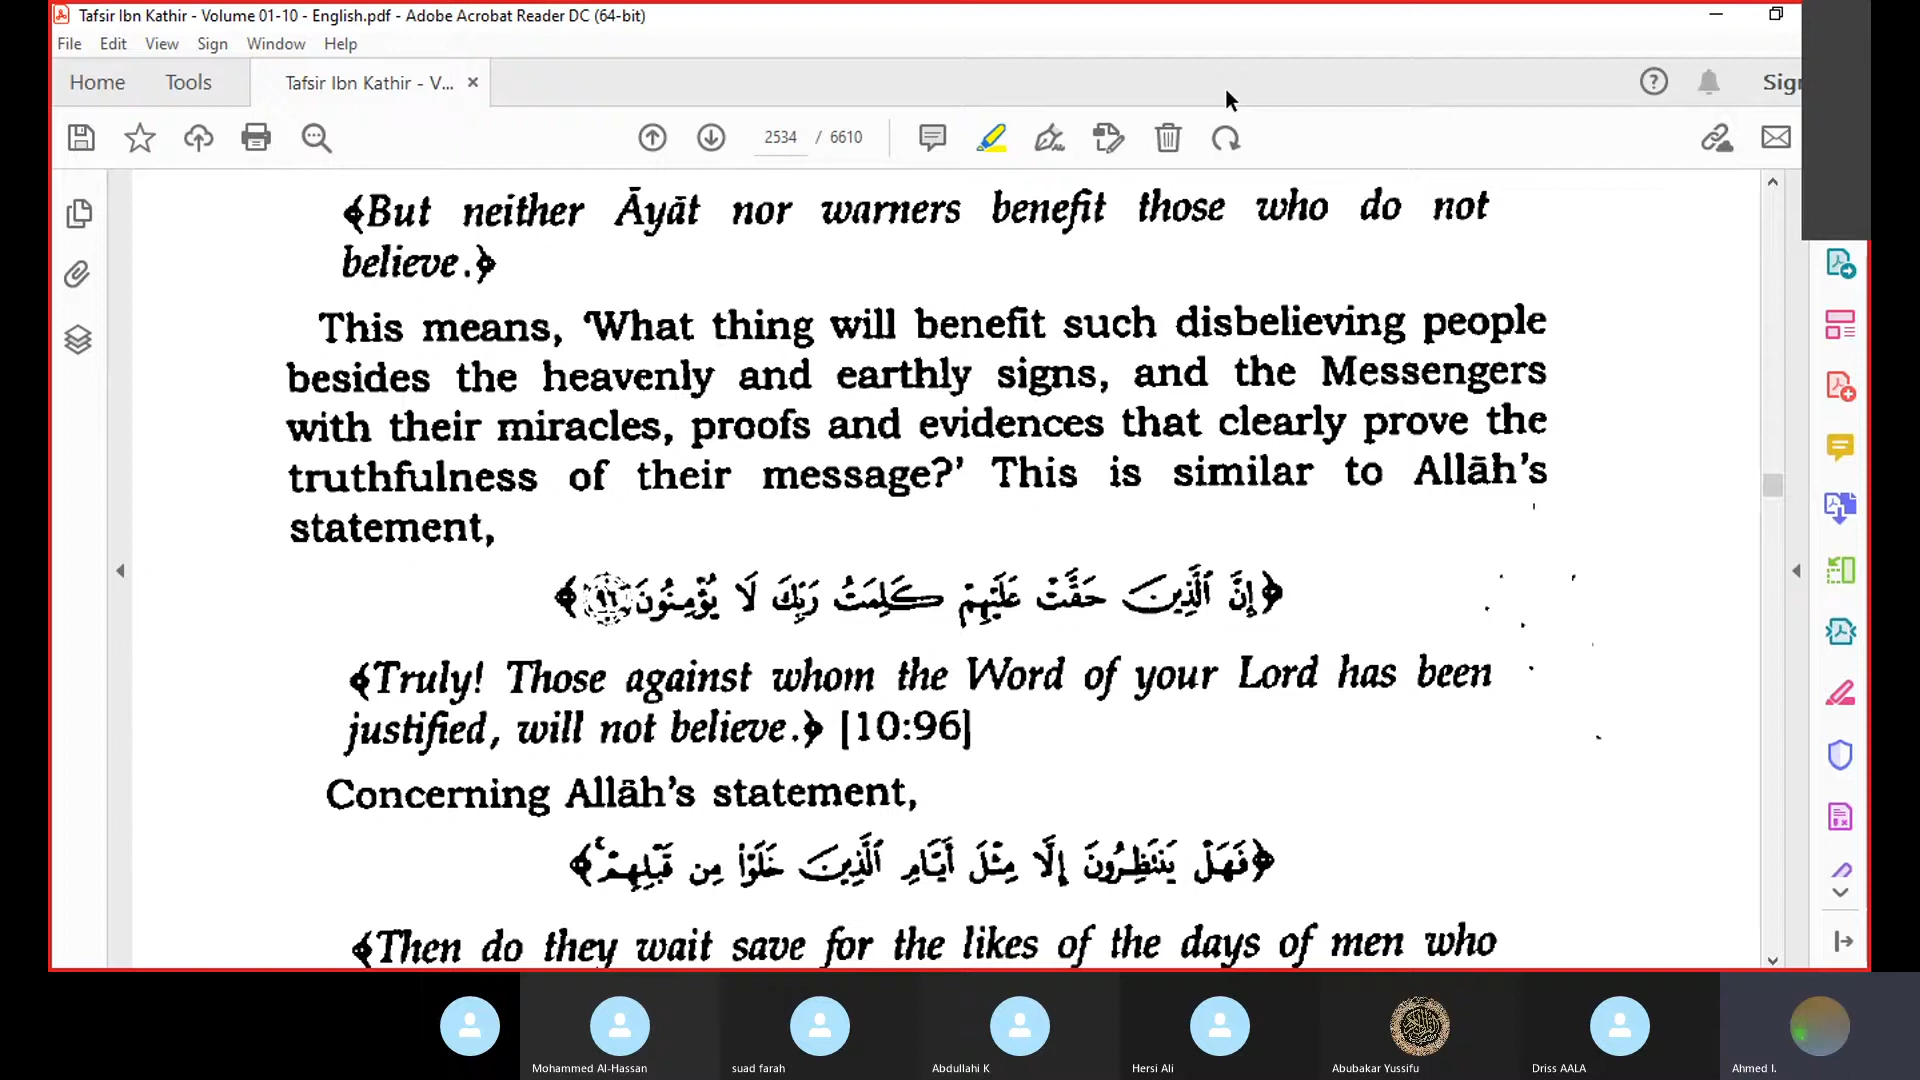 Tafsir Ibn Kathir - Volume 01-10 - English.pdf - Adobe Acrobat Reader DC (64-bit)
File Edit View Sign Window Help
Home Tools Tafsir Ibn Kathir - V... × Sign
2534 / 6610
﴾But neither Āyāt nor warners benefit those who do not
believe.﴿
This means, ‘What thing will benefit such disbelieving people
besides the heavenly and earthly signs, and the Messengers
with their miracles, proofs and evidences that clearly prove the
truthfulness of their message?’ This is similar to Allāh’s
statement,
﴿إِنَّ ٱلَّذِينَ حَقَّتْ عَلَيْهِمْ كَلِمَتُ رَبِّكَ لَا يُؤْمِنُونَ ٩٦﴾
﴾Truly! Those against whom the Word of your Lord has been
justified, will not believe.﴿ [10:96]
Concerning Allāh’s statement,
﴿فَهَلْ يَنتَظِرُونَ إِلَّا مِثْلَ أَيَّامِ ٱلَّذِينَ خَلَوْا۟ مِن قَبْلِهِمْ ۚ﴾
﴾Then do they wait save for the likes of the days of men who
Mohammed Al-Hassan suad farah Abdullahi K Hersi Ali Abubakar Yussifu Driss AALA Ahmed I.